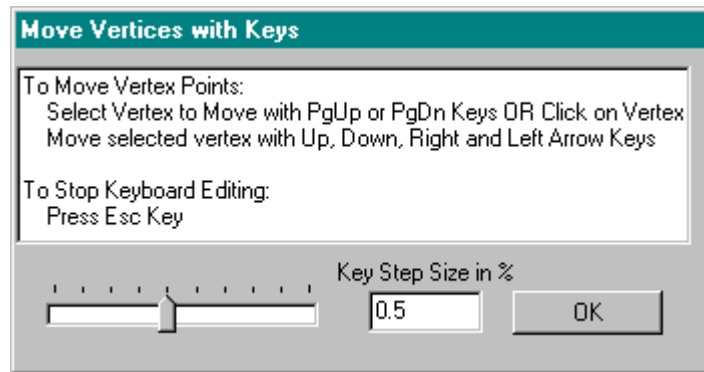 Move Vertices with Keys
To Move Vertex Points:
Select Vertex to Move with PgUp or PgDn Keys OR Click on Vertex
Move selected vertex with Up, Down, Right and Left Arrow Keys
To Stop Keyboard Editing:
Press Esc Key
Key Step Size in %
0.5
OK